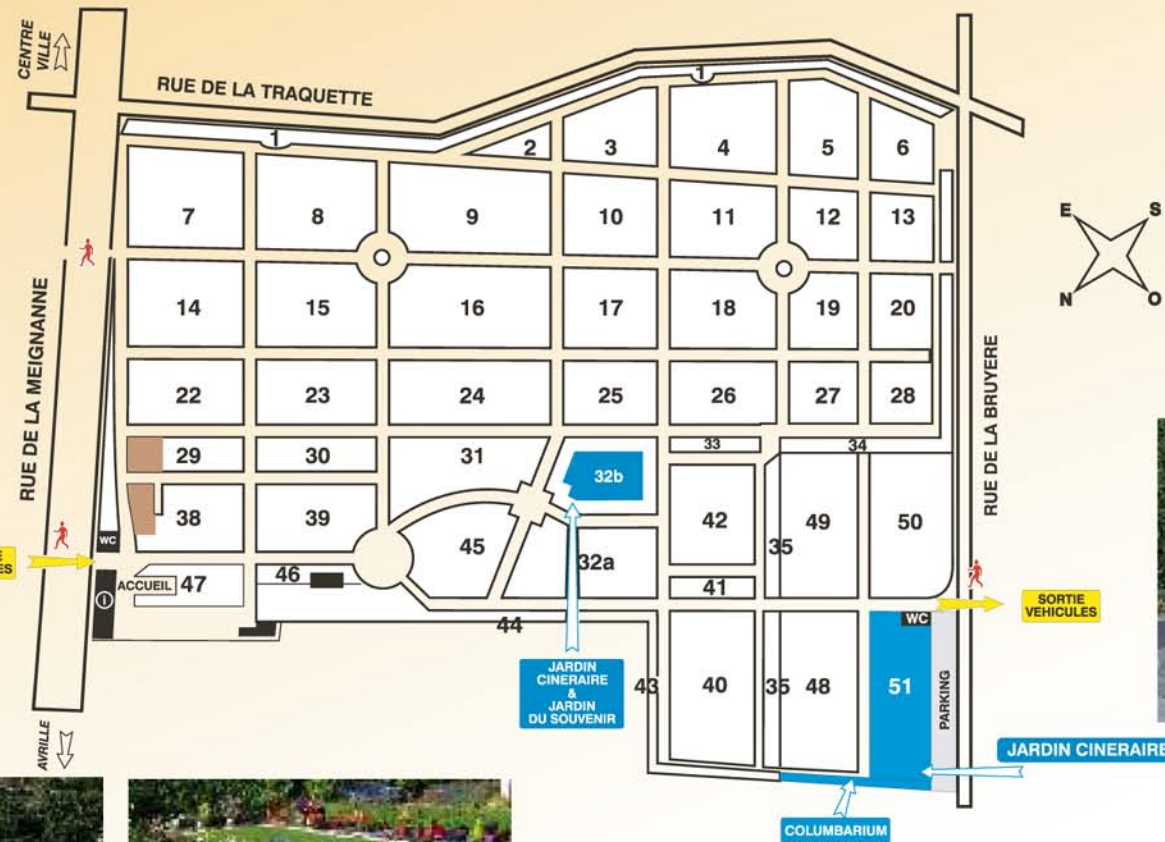 CENTRE
VILLE
RUE DE LA TRAQUETTE
1
1
2 3 4 5 6
7 8 9 10 11 12 13
E S
N O
14 15 16 17 18 19 20
RUE DE LA MEIGNANNE
RUE DE LA BRUYERE
22 23 24 25 26 27 28
29 30 31 32b 33 34
38 39 45 32a 42 35 49 50
WC
ACCUEIL 47 46 41
i
44
SORTIE
VEHICULES
WC
JARDIN
CINERAIRE
&
JARDIN
DU SOUVENIR
43 40 35 48 51
PARKING
AVRILLE
JARDIN CINERAIRE
COLUMBARIUM